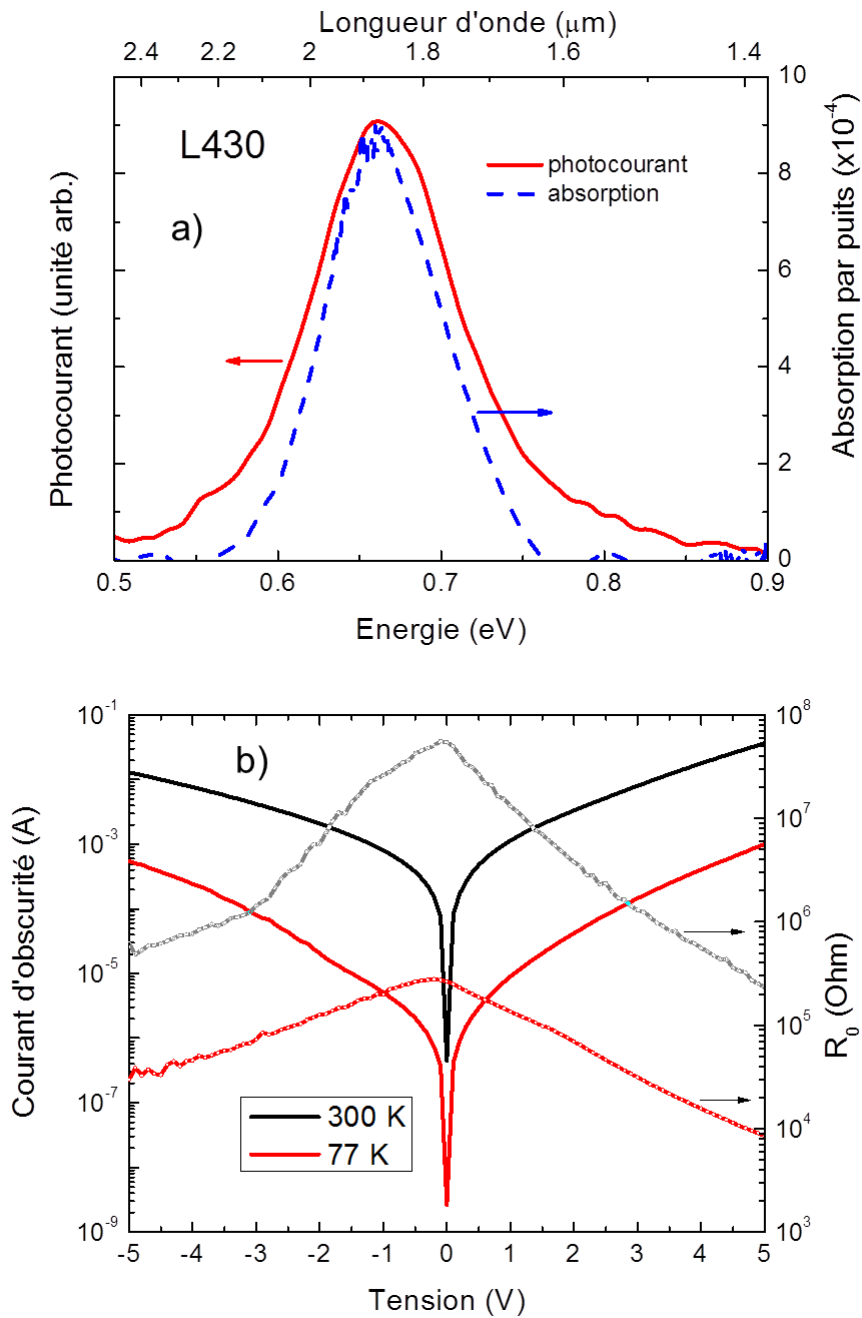 Longueur d'onde (μm)
2.4 2.2 2 1.8 1.6 1.4
10
L430
photocourant
absorption
8
a)
6
4
2
0
Photocourant (unité arb.)
Absorption par puits (x10⁻⁴)
0.5 0.6 0.7 0.8 0.9
Energie (eV)
b)
10⁻¹
10⁻³
10⁻⁵
10⁻⁷
10⁻⁹
Courant d'obscurité (A)
10⁸
10⁷
10⁶
10⁵
10⁴
10³
R₀ (Ohm)
300 K
77 K
-5 -4 -3 -2 -1 0 1 2 3 4 5
Tension (V)